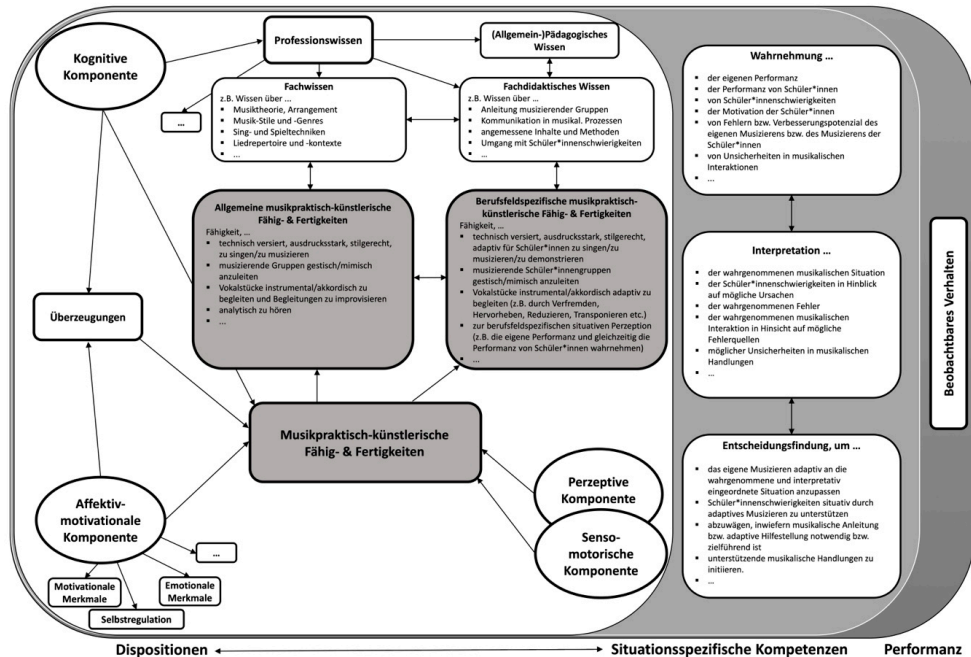 Kognitive
Komponente
Professionswissen
(Allgemein-)Pädagogisches
Wissen
...
Fachwissen
z.B. Wissen über ...
▪ Musiktheorie, Arrangement
▪ Musik-Stile und -Genres
▪ Sing- und Spieltechniken
▪ Liedrepertoire und -kontexte
▪ ...
Fachdidaktisches Wissen
z.B. Wissen über ...
▪ Anleitung musizierender Gruppen
▪ Kommunikation in musikal. Prozessen
▪ angemessene Inhalte und Methoden
▪ Umgang mit Schüler*innenschwierigkeiten
▪ ...
Allgemeine musikpraktisch-künstlerische
Fähig- & Fertigkeiten
Fähigkeit, ...
▪ technisch versiert, ausdrucksstark, stilgerecht,
zu singen/zu musizieren
▪ musizierende Gruppen gestisch/mimisch
anzuleiten
▪ Vokalstücke instrumental/akkordisch zu
begleiten und Begleitungen zu improvisieren
▪ analytisch zu hören
▪ ...
Berufsfeldspezifische musikpraktisch-
künstlerische Fähig- & Fertigkeiten
Fähigkeit, ...
▪ technisch versiert, ausdrucksstark, stilgerecht,
adaptiv für Schüler*innen zu singen/zu
musizieren/zu demonstrieren
▪ musizierende Schüler*innengruppen
gestisch/mimisch anzuleiten
▪ Vokalstücke instrumental/akkordisch adaptiv zu
begleiten (z.B. durch Verfremden,
Hervorheben, Reduzieren, Transponieren etc.)
▪ zur berufsfeldspezifischen situativen Perzeption
(z.B. die eigene Performanz und gleichzeitig die
Performanz von Schüler*innen wahrnehmen)
▪ ...
Überzeugungen
Musikpraktisch-künstlerische
Fähig- & Fertigkeiten
Affektiv-
motivationale
Komponente
...
Motivationale
Merkmale
Emotionale
Merkmale
Selbstregulation
Perzeptive
Komponente
Senso-
motorische
Komponente
Wahrnehmung ...
▪ der eigenen Performanz
▪ der Performanz von Schüler*innen
▪ von Schüler*innenschwierigkeiten
▪ der Motivation der Schüler*innen
▪ von Fehlern bzw. Verbesserungspotenzial des
eigenen Musizierens bzw. des Musizierens der
Schüler*innen
▪ von Unsicherheiten in musikalischen
Interaktionen
▪ ...
Interpretation ...
▪ der wahrgenommenen musikalischen Situation
▪ der Schüler*innenschwierigkeiten in Hinblick
auf mögliche Ursachen
▪ der wahrgenommenen Fehler
▪ der wahrgenommenen musikalischen
Interaktion in Hinsicht auf mögliche
Fehlerquellen
▪ möglicher Unsicherheiten in musikalischen
Handlungen
▪ ...
Entscheidungsfindung, um ...
▪ das eigene Musizieren adaptiv an die
wahrgenommene und interpretativ
eingeordnete Situation anzupassen
▪ Schüler*innenschwierigkeiten situativ durch
adaptives Musizieren zu unterstützen
▪ abzuwägen, inwiefern musikalische Anleitung
bzw. adaptive Hilfestellung notwendig bzw.
zielführend ist
▪ unterstützende musikalische Handlungen zu
initiieren.
▪ ...
Beobachtbares Verhalten
Dispositionen
Situationsspezifische Kompetenzen
Performanz